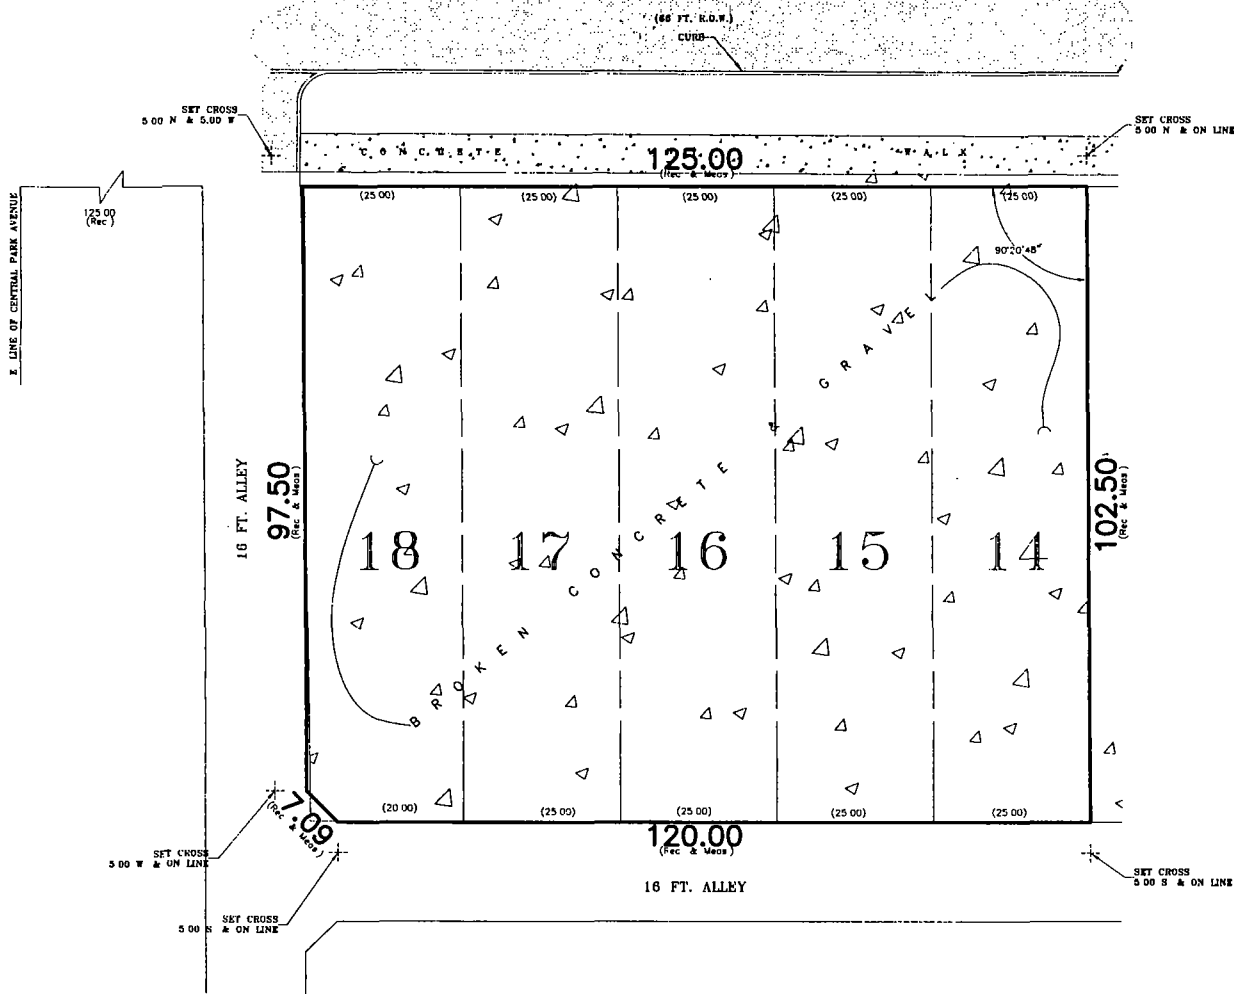 (66 FT. R.O.W.)
CURB
SET CROSS
5.00 N & 5.00 W
SET CROSS
5.00 N & ON LINE
CONCRETE WALK
125.00
(Rec & Meas)
125.00
(Rec)
(25.00) (25.00) (25.00) (25.00) (25.00)
90°20'48"
E LINE OF CENTRAL PARK AVENUE
16 FT. ALLEY
97.50
(Rec & Meas)
102.50
(Rec & Meas)
BROKEN CONCRETE & GRAVEL
18 17 16 15 14
(20.00) (25.00) (25.00) (25.00) (25.00)
7.09
(Rec & Meas)
120.00
(Rec & Meas)
SET CROSS
5.00 W & ON LINE
16 FT. ALLEY
SET CROSS
5.00 S & ON LINE
SET CROSS
5.00 S & ON LINE